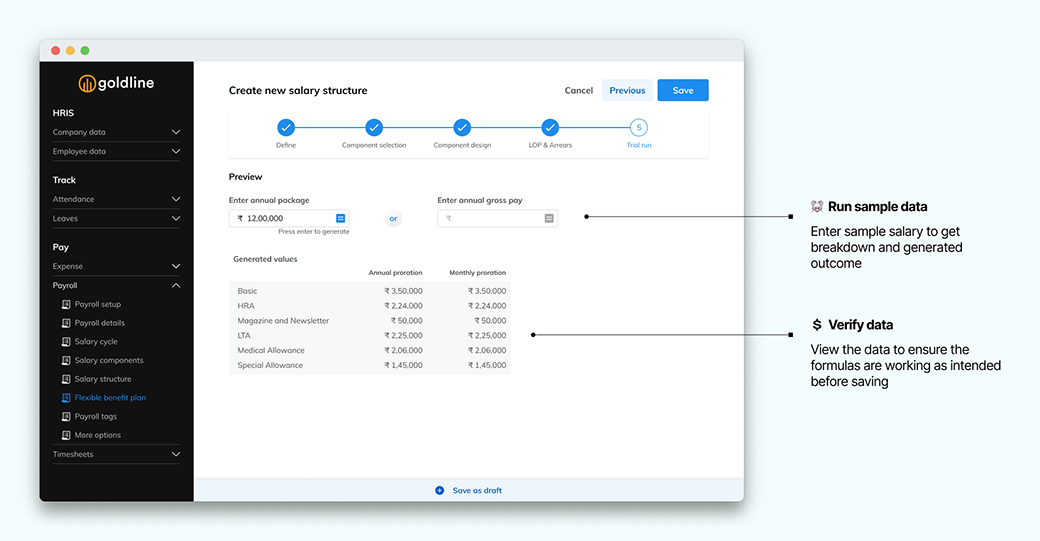 goldline
HRIS
Company data
Employee data
Track
Attendance
Leaves
Pay
Expense
Payroll
Payroll setup
Payroll details
Salary cycle
Salary components
Salary structure
Flexible benefit plan
Payroll tags
More options
Timesheets
Create new salary structure
Cancel Previous Save
5
Define Component selection Component design LOP & Arrears Trial run
Preview
Enter annual package Enter annual gross pay
₹ 12,00,000 or ₹
Press enter to generate
Generated values
Annual proration Monthly proration
Basic ₹ 3,50,000 ₹ 3,50,000
HRA ₹ 2,24,000 ₹ 2,24,000
Magazine and Newsletter ₹ 50,000 ₹ 50,000
LTA ₹ 2,25,000 ₹ 2,25,000
Medical Allowance ₹ 2,06,000 ₹ 2,06,000
Special Allowance ₹ 1,45,000 ₹ 1,45,000
Save as draft
🐭 Run sample data
Enter sample salary to get
breakdown and generated
outcome
$ Verify data
View the data to ensure the
formulas are working as intended
before saving